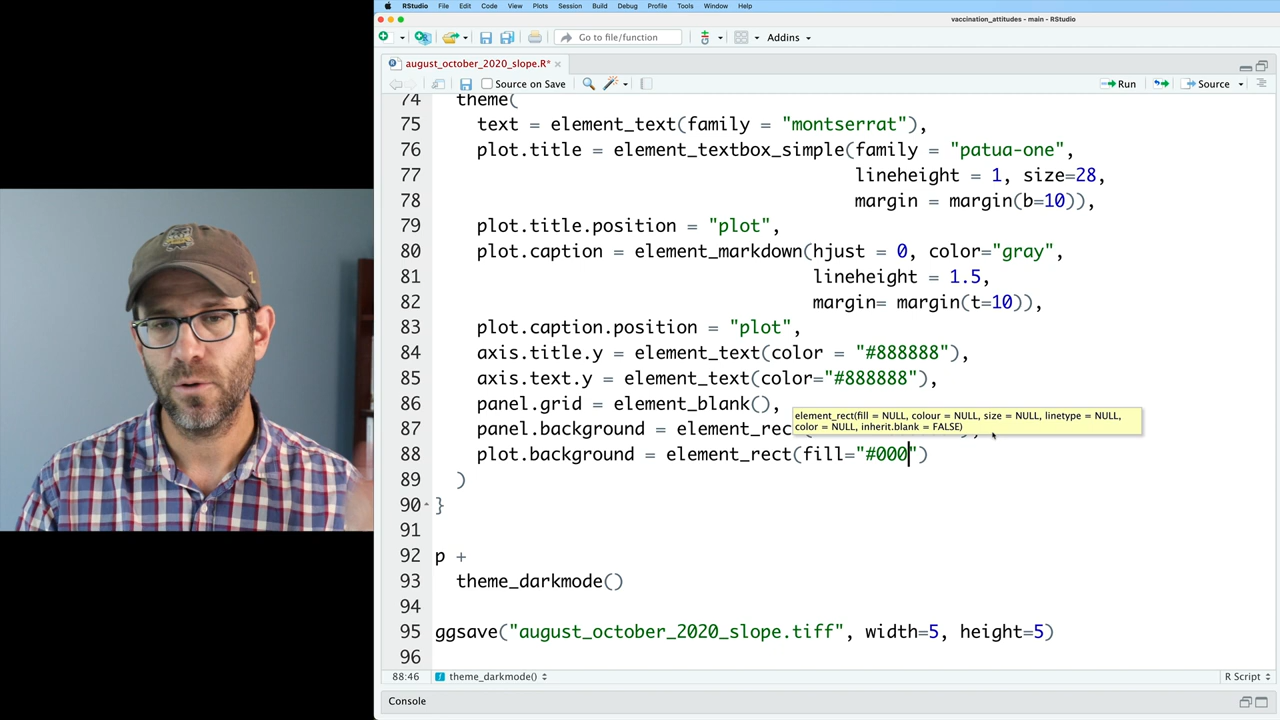 RStudio File Edit Code View Plots Session Build Debug Profile Tools Window Help
vaccination_attitudes - main - RStudio
Go to file/function Addins
august_october_2020_slope.R*
Source on Save Run Source
74 theme(
75 text = element_text(family = "montserrat"),
76 plot.title = element_textbox_simple(family = "patua-one",
77 lineheight = 1, size=28,
78 margin = margin(b=10)),
79 plot.title.position = "plot",
80 plot.caption = element_markdown(hjust = 0, color="gray",
81 lineheight = 1.5,
82 margin= margin(t=10)),
83 plot.caption.position = "plot",
84 axis.title.y = element_text(color = "#888888"),
85 axis.text.y = element_text(color="#888888"),
86 panel.grid = element_blank(),
element_rect(fill = NULL, colour = NULL, size = NULL, linetype = NULL,
color = NULL, inherit.blank = FALSE)
87 panel.background = element_rec
88 plot.background = element_rect(fill="#000")
89 )
90 }
91
92 p +
93 theme_darkmode()
94
95 ggsave("august_october_2020_slope.tiff", width=5, height=5)
96
88:46 theme_darkmode() R Script
Console